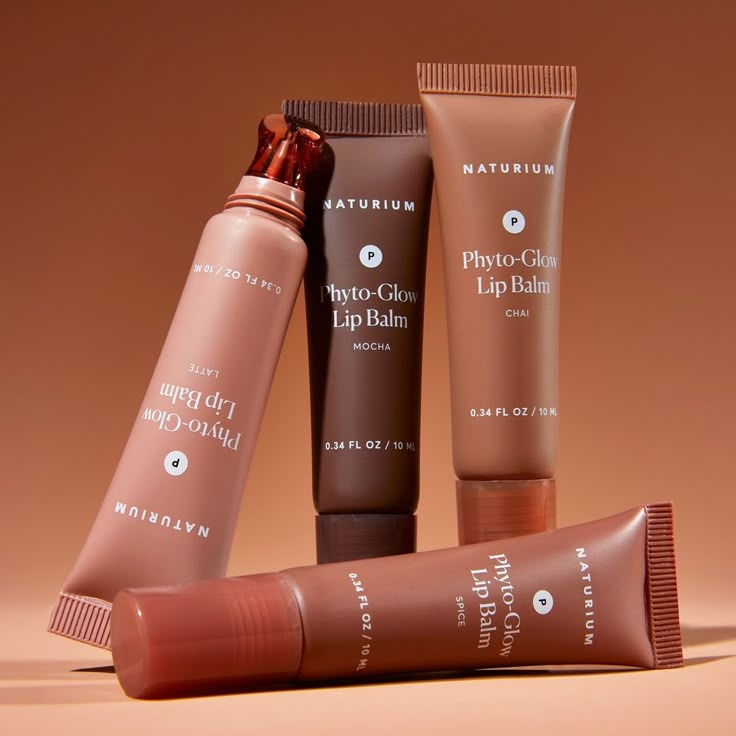 NATURIUM
P
Phyto-Glow
Lip Balm
LATTE
0.34 FL OZ / 10 ML
NATURIUM
P
Phyto-Glow
Lip Balm
MOCHA
0.34 FL OZ / 10 ML
NATURIUM
P
Phyto-Glow
Lip Balm
CHAI
0.34 FL OZ / 10 ML
NATURIUM
P
Phyto-Glow
Lip Balm
SPICE
0.34 FL OZ / 10 ML